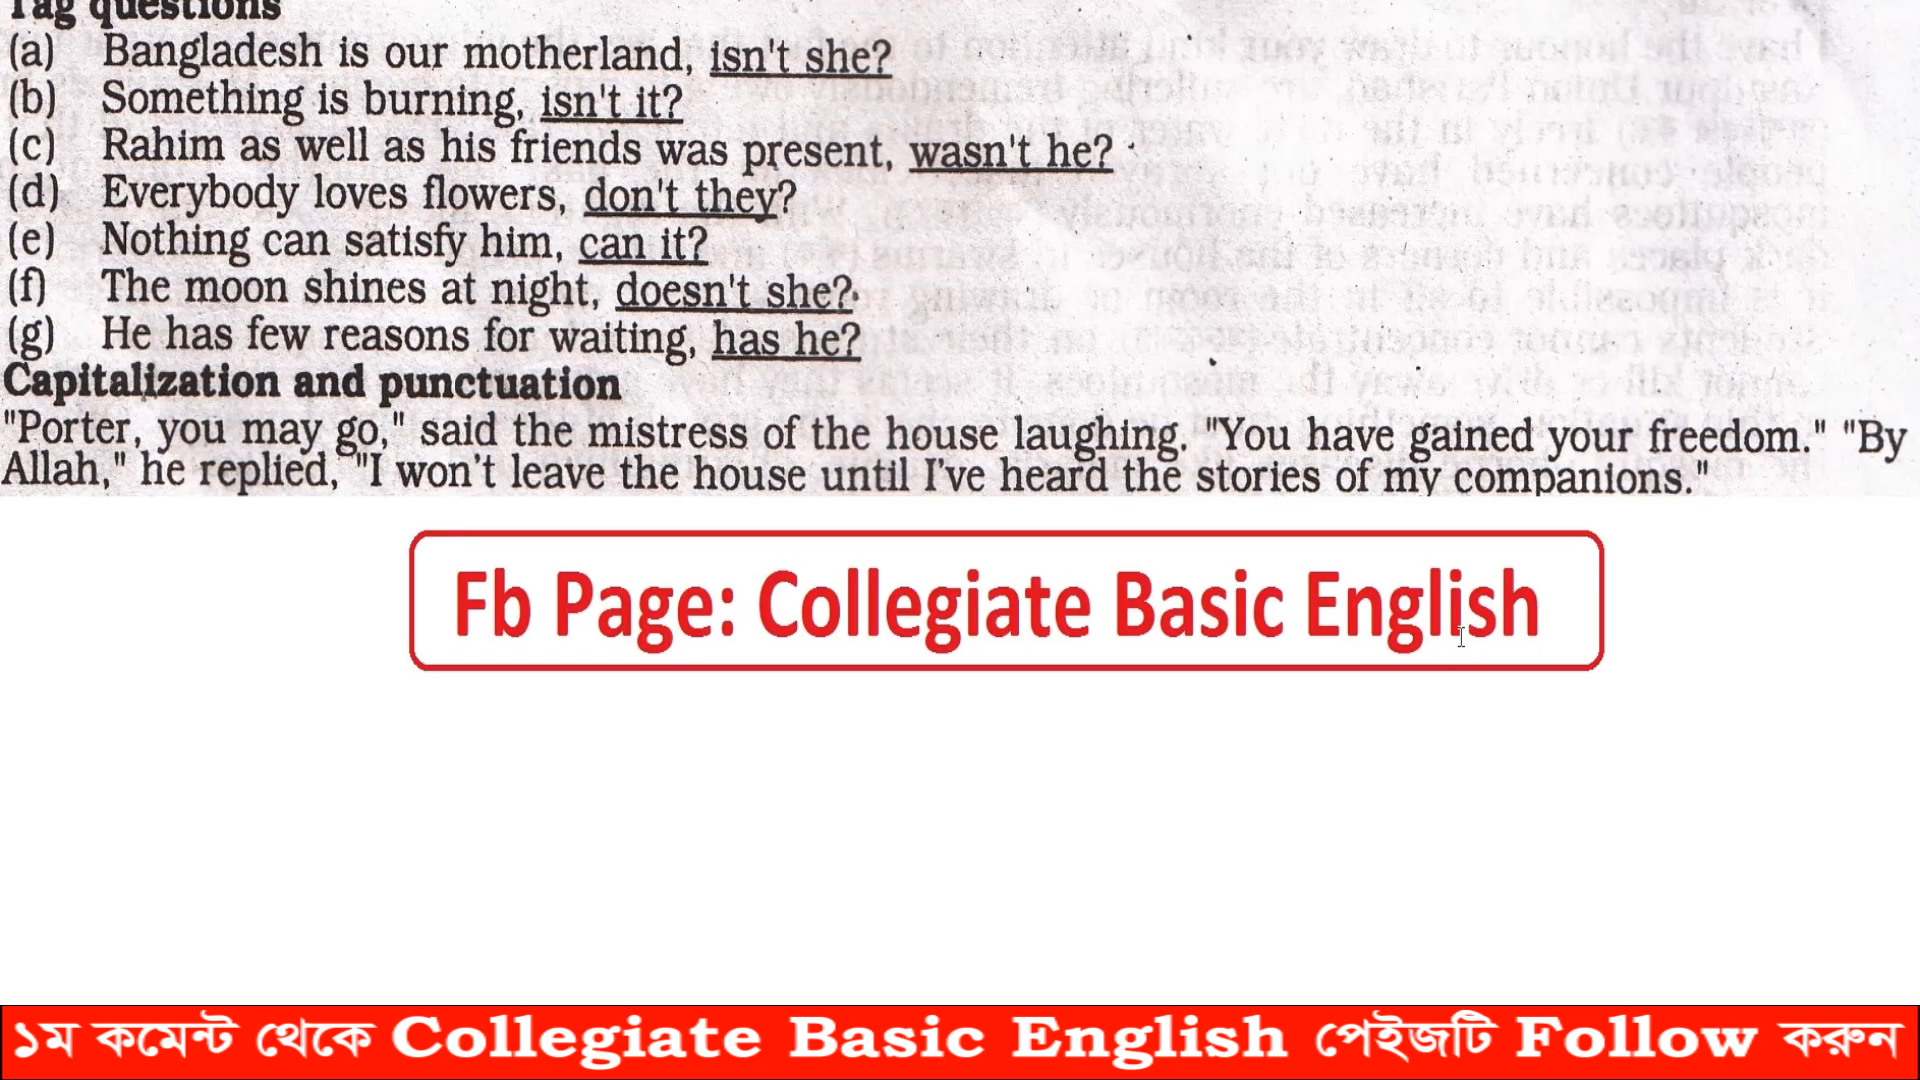 Tag questions
(a) Bangladesh is our motherland, isn't she?
(b) Something is burning, isn't it?
(c) Rahim as well as his friends was present, wasn't he?
(d) Everybody loves flowers, don't they?
(e) Nothing can satisfy him, can it?
(f) The moon shines at night, doesn't she?
(g) He has few reasons for waiting, has he?
Capitalization and punctuation
"Porter, you may go," said the mistress of the house laughing. "You have gained your freedom." "By
Allah," he replied, "I won't leave the house until I've heard the stories of my companions."
Fb Page: Collegiate Basic English
১ম কমেন্ট থেকে Collegiate Basic English পেইজটি Follow করুন